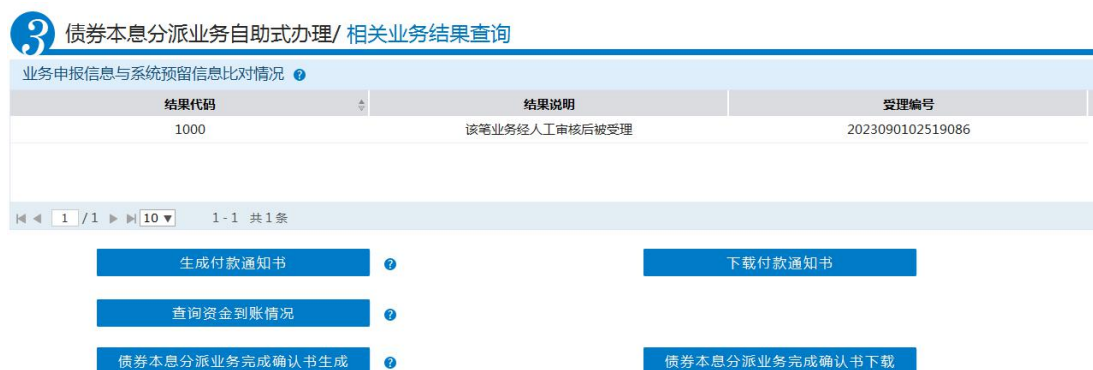 3 债券本息分派业务自助式办理/ 相关业务结果查询
业务申报信息与系统预留信息比对情况 ?
结果代码 结果说明 受理编号
1000 该笔业务经人工审核后被受理 2023090102519086
1 / 1 10 ▼ 1 - 1 共 1 条
生成付款通知书 ? 下载付款通知书
查询资金到账情况 ?
债券本息分派业务完成确认书生成 ? 债券本息分派业务完成确认书下载